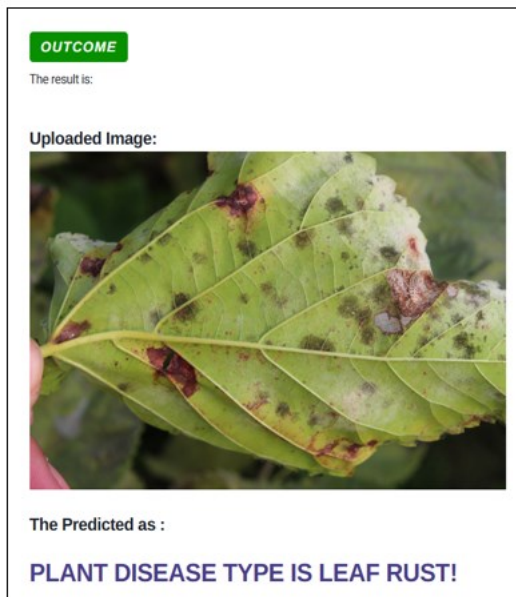 OUTCOME
The result is:
Uploaded Image:
The Predicted as :
PLANT DISEASE TYPE IS LEAF RUST!